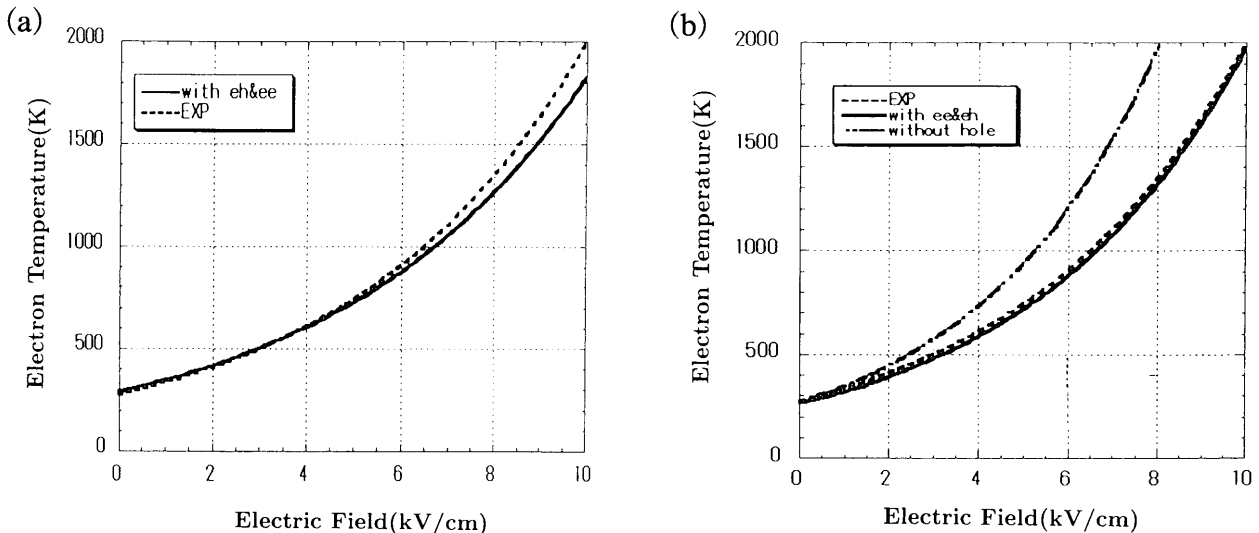 (a)
2000
1500
1000
500
0
Electron Temperature(K)
with eh&ee
EXP
0 2 4 6 8 10
Electric Field(kV/cm)
(b)
2000
1500
1000
500
0
Electron Temperature(K)
EXP
with ee&eh
without hole
0 2 4 6 8 10
Electric Field(kV/cm)